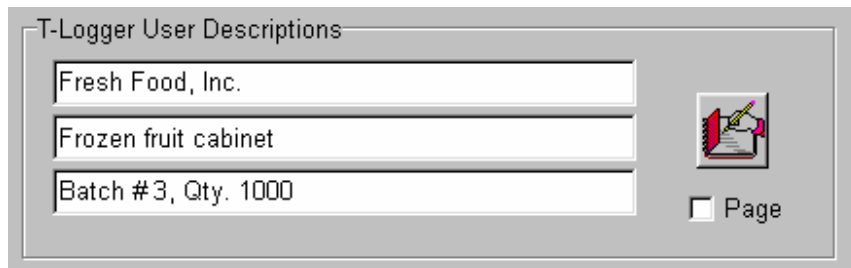 T-Logger User Descriptions
Fresh Food, Inc.
Frozen fruit cabinet
Batch #3, Qty. 1000
Page